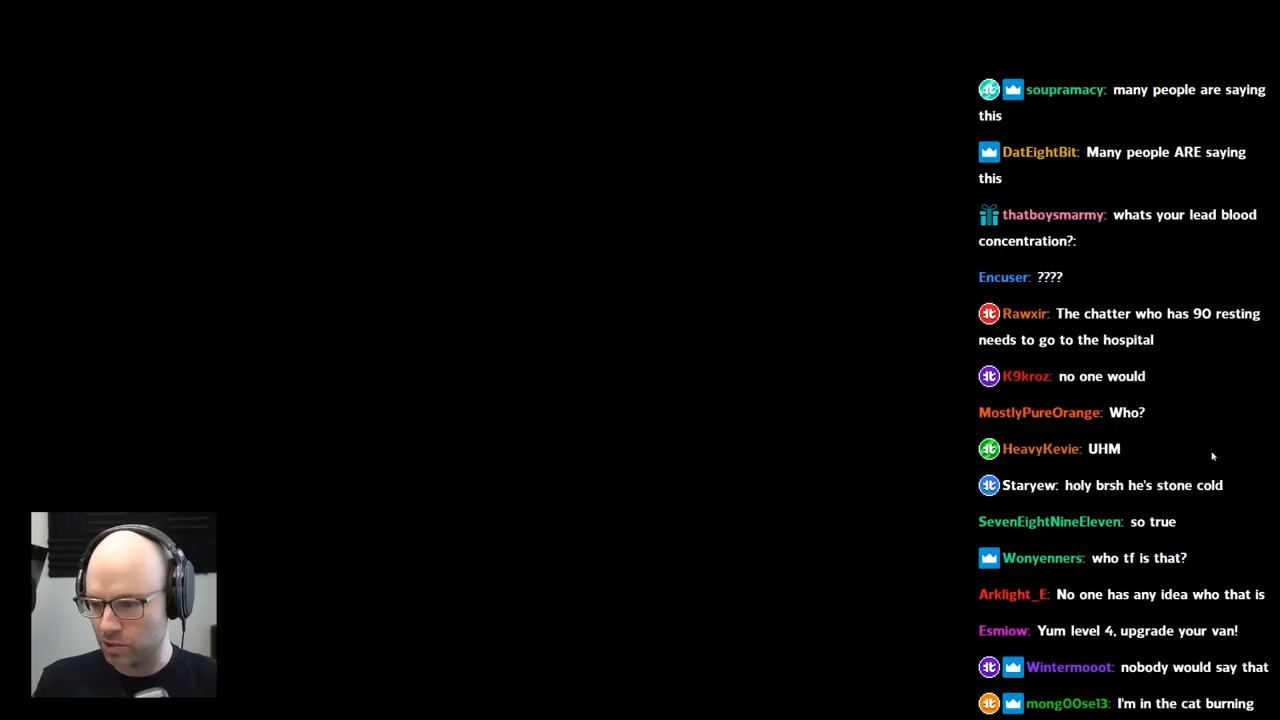 soupramacy: many people are saying
this
DatEightBit: Many people ARE saying
this
thatboysmarmy: whats your lead blood
concentration?:
Encuser: ????
Rawxir: The chatter who has 90 resting
needs to go to the hospital
K9kroz: no one would
MostlyPureOrange: Who?
HeavyKevie: UHM
Staryew: holy brsh he's stone cold
SevenEightNineEleven: so true
Wonyenners: who tf is that?
Arklight_E: No one has any idea who that is
Esmiow: Yum level 4, upgrade your van!
Wintermooot: nobody would say that
mong00se13: I'm in the cat burning